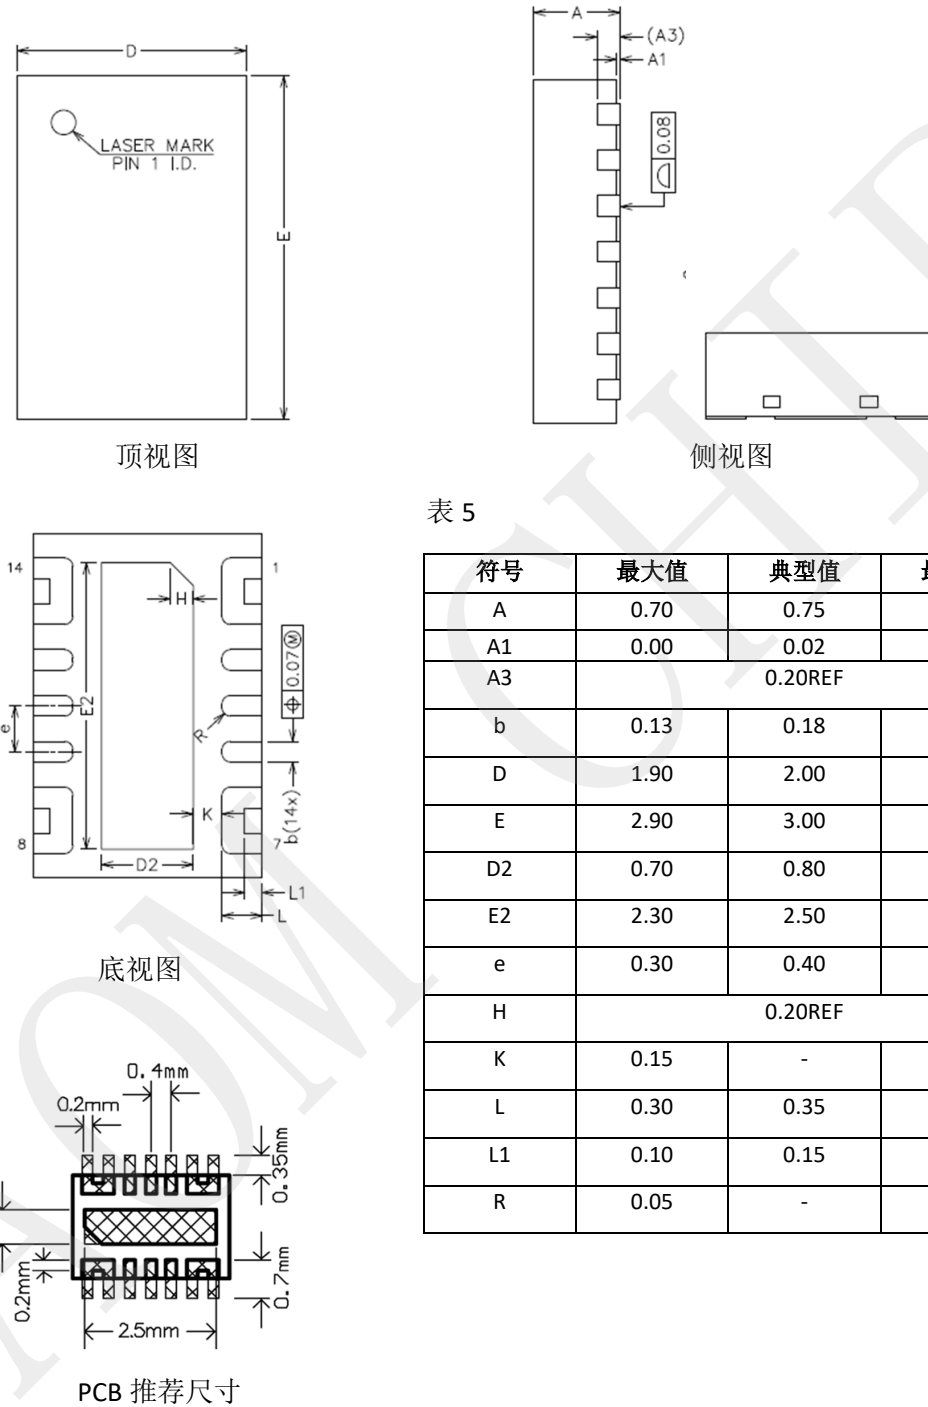 D
LASER MARK
PIN 1 I.D.
E
顶视图
A
(A3)
A1
0.08
侧视图
表 5
符号 最大值 典型值
A 0.70 0.75
A1 0.00 0.02
A3 0.20REF
b 0.13 0.18
D 1.90 2.00
E 2.90 3.00
D2 0.70 0.80
E2 2.30 2.50
e 0.30 0.40
H 0.20REF
K 0.15 -
L 0.30 0.35
L1 0.10 0.15
R 0.05 -
14
1
H
0.07Ⓜ
E2
e
R
K
b(14x)
8
7
D2
L1
L
底视图
0.4mm
0.2mm
0.35mm
0.2mm
0.7mm
2.5mm
PCB 推荐尺寸